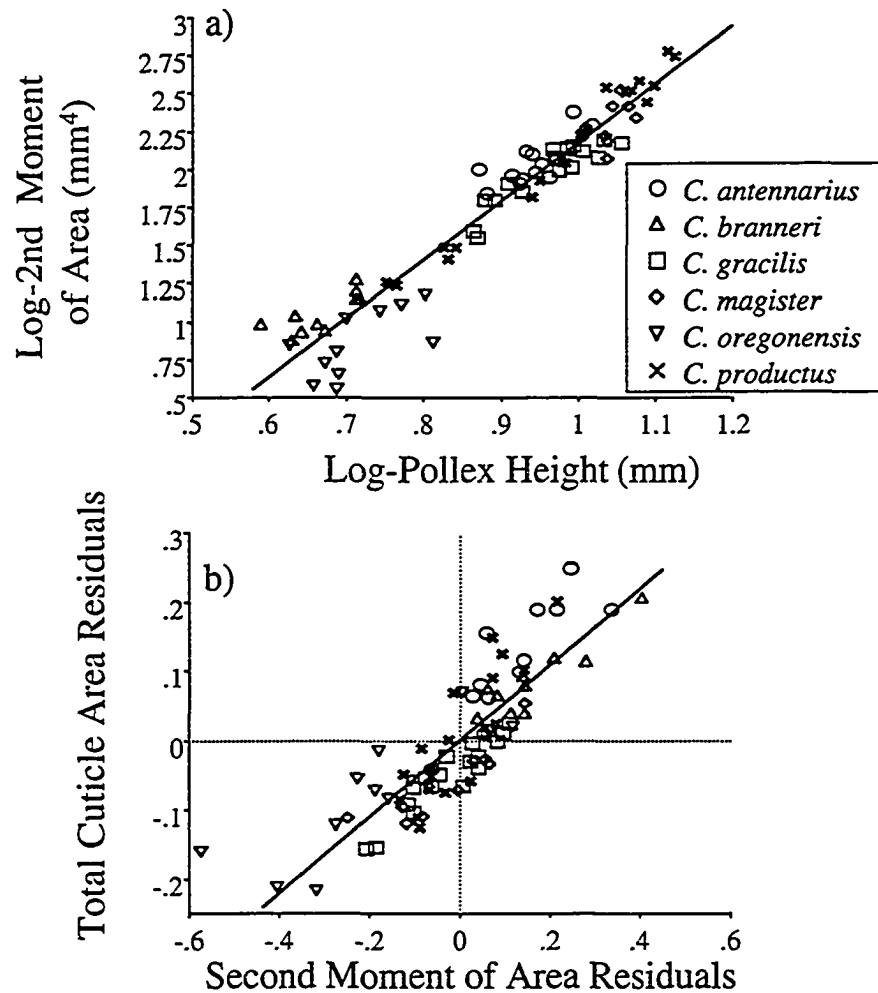 a)
Log-2nd Moment
of Area (mm⁴)
3
2.75
2.5
2.25
2
1.75
1.5
1.25
1
.75
.5
.5 .6 .7 .8 .9 1 1.1 1.2
Log-Pollex Height (mm)
C. antennarius
C. branneri
C. gracilis
C. magister
C. oregonensis
C. productus
b)
Total Cuticle Area Residuals
.3
.2
.1
0
-.1
-.2
-.6 -.4 -.2 0 .2 .4 .6
Second Moment of Area Residuals